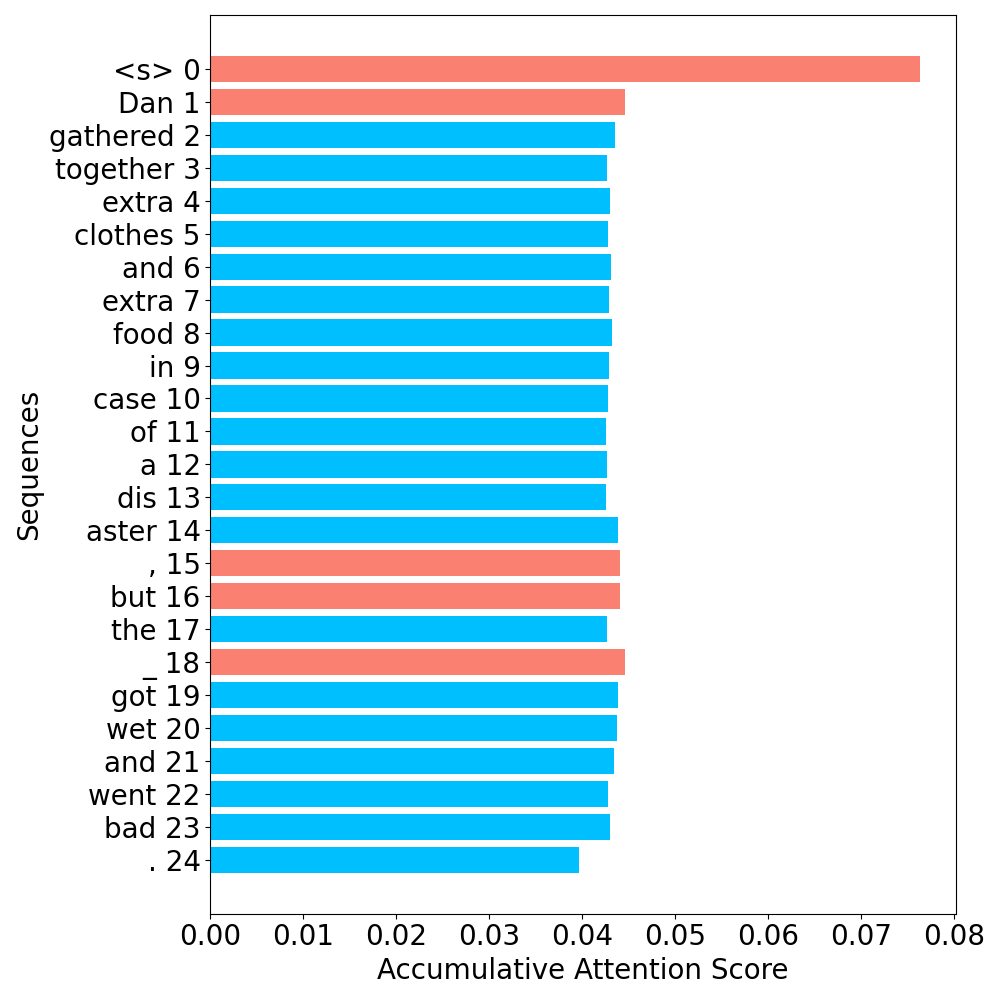 <s> 0
Dan 1
gathered 2
together 3
extra 4
clothes 5
and 6
extra 7
food 8
in 9
case 10
of 11
a 12
dis 13
aster 14
, 15
but 16
the 17
_ 18
got 19
wet 20
and 21
went 22
bad 23
. 24
Sequences
0.00 0.01 0.02 0.03 0.04 0.05 0.06 0.07 0.08
Accumulative Attention Score